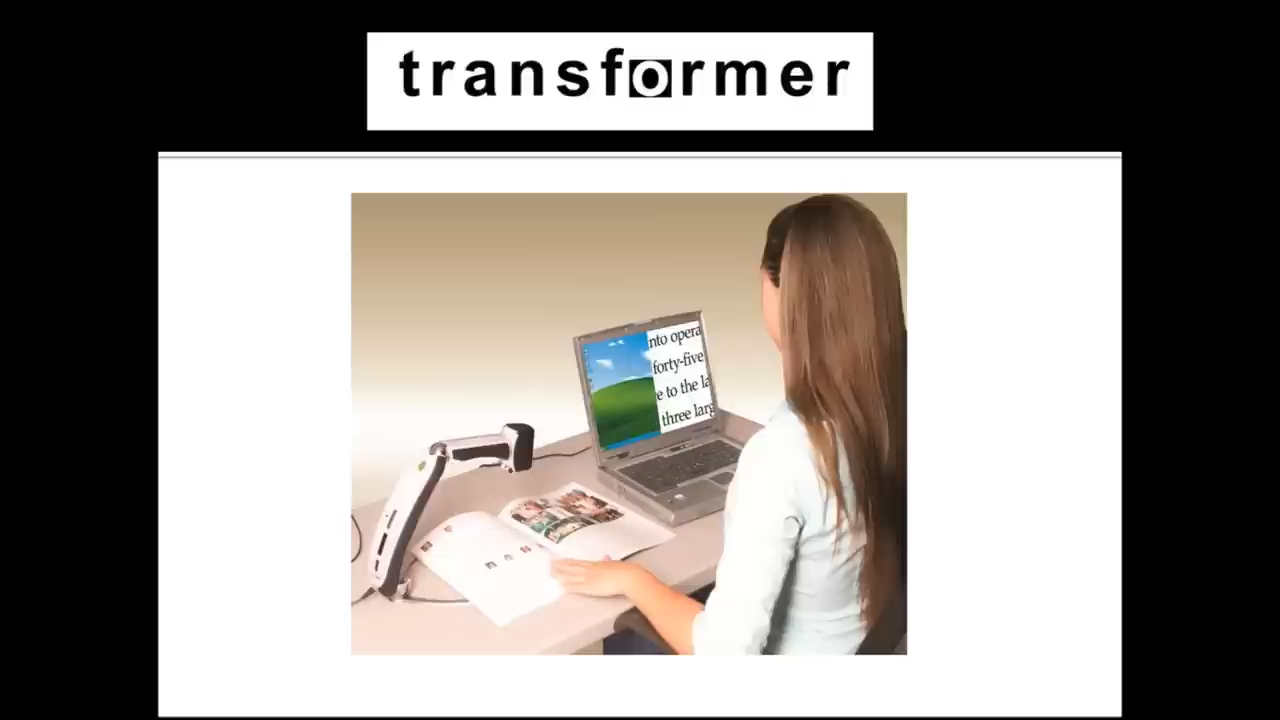 transformer
nto opera
forty-five
e to the la
three larg